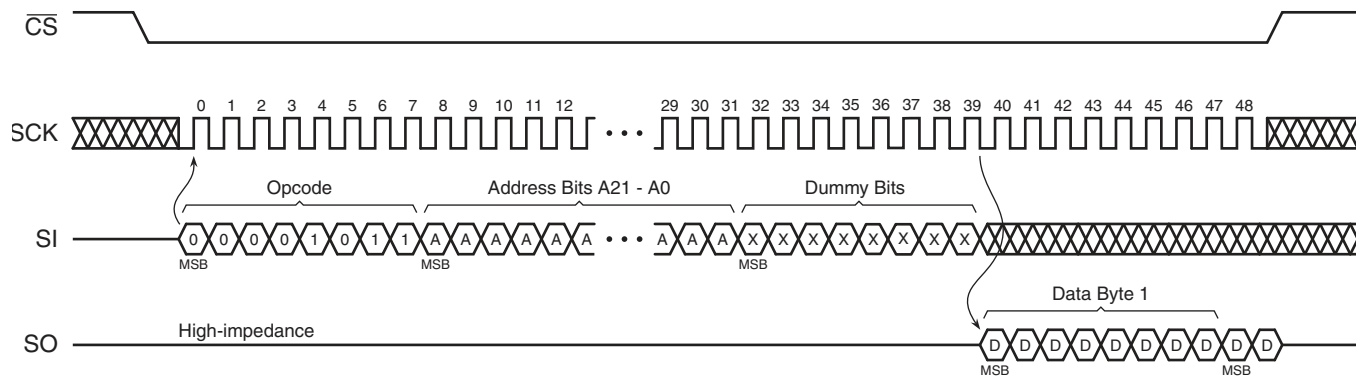 CS
0 1 2 3 4 5 6 7 8 9 10 11 12 29 30 31 32 33 34 35 36 37 38 39 40 41 42 43 44 45 46 47 48
SCK
Opcode Address Bits A21 - A0 Dummy Bits
SI 0 0 0 0 1 0 1 1 A A A A A A A A A X X X X X X X X
MSB MSB MSB
Data Byte 1
High-impedance
SO D D D D D D D D D D
MSB MSB